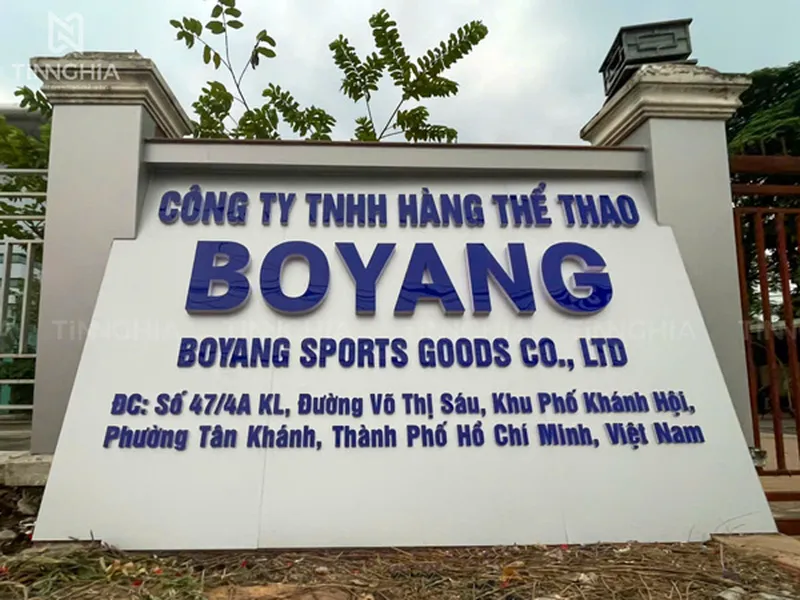 TINNGHIA
CÔNG TY TNHH HÀNG THỂ THAO
BOYANG
BOYANG SPORTS GOODS CO., LTD
ĐC: Số 47/4A KL, Đường Võ Thị Sáu, Khu Phố Khánh Hội,
Phường Tân Khánh, Thành Phố Hồ Chí Minh, Việt Nam